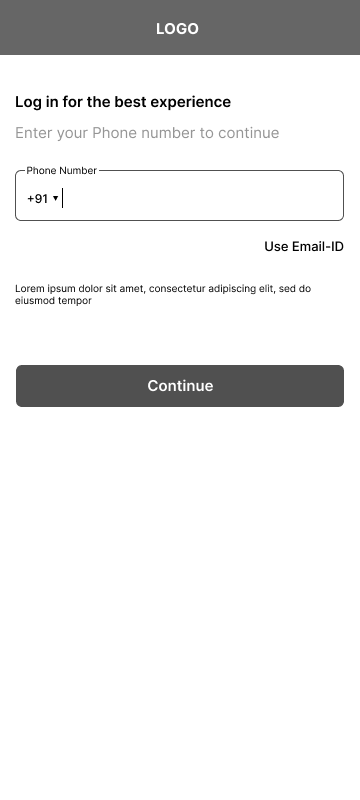 LOGO
Log in for the best experience
Enter your Phone number to continue
Phone Number
+91 ▼
Use Email-ID
Lorem ipsum dolor sit amet, consectetur adipiscing elit, sed do
eiusmod tempor
Continue